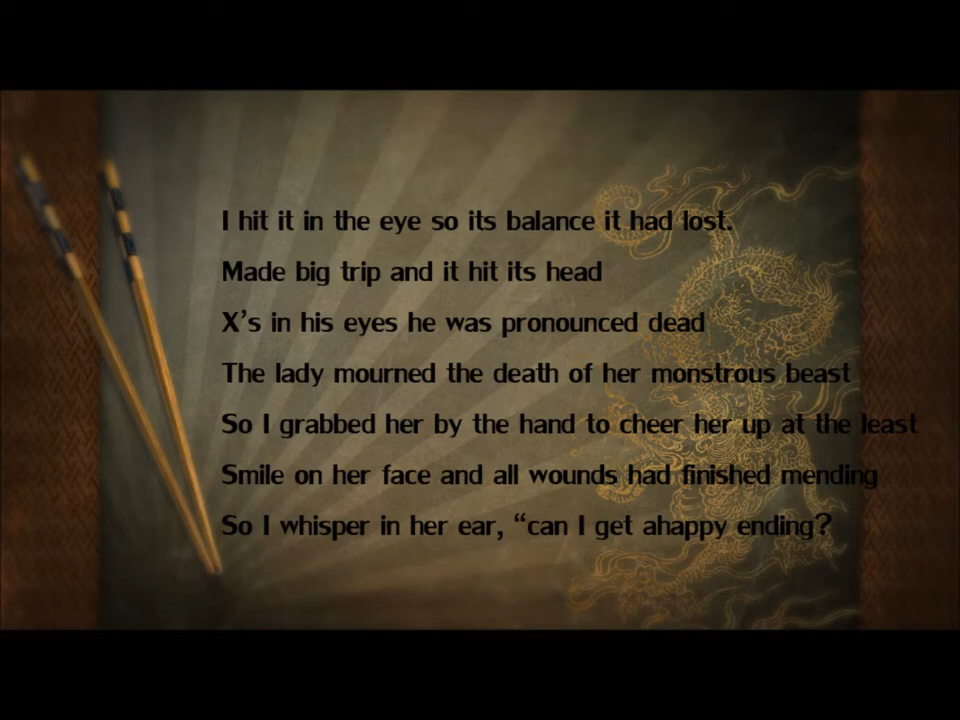 I hit it in the eye so its balance it had lost.
Made big trip and it hit its head
X’s in his eyes he was pronounced dead
The lady mourned the death of her monstrous beast
So I grabbed her by the hand to cheer her up at the least
Smile on her face and all wounds had finished mending
So I whisper in her ear, “can I get ahappy ending?